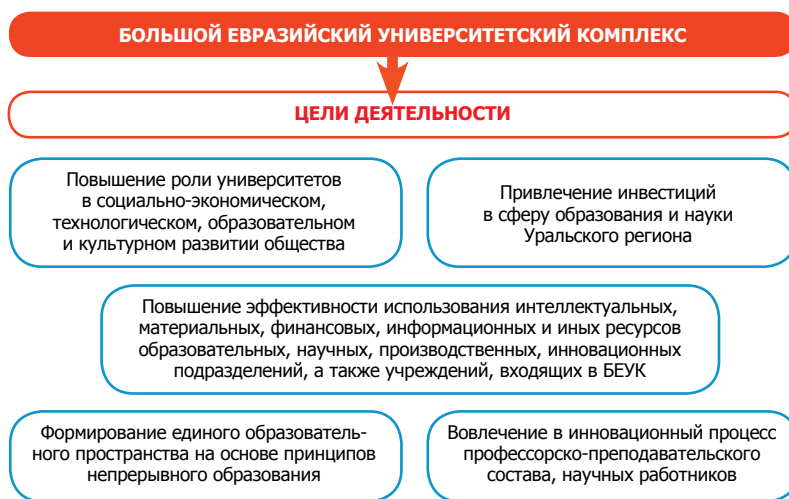 БОЛЬШОЙ ЕВРАЗИЙСКИЙ УНИВЕРСИТЕТСКИЙ КОМПЛЕКС
ЦЕЛИ ДЕЯТЕЛЬНОСТИ
Повышение роли университетов
в социально-экономическом,
технологическом, образовательном
и культурном развитии общества
Привлечение инвестиций
в сферу образования и науки
Уральского региона
Повышение эффективности использования интеллектуальных,
материальных, финансовых, информационных и иных ресурсов
образовательных, научных, производственных, инновационных
подразделений, а также учреждений, входящих в БЕУК
Формирование единого образователь-
ного пространства на основе принципов
непрерывного образования
Вовлечение в инновационный процесс
профессорско-преподавательского
состава, научных работников